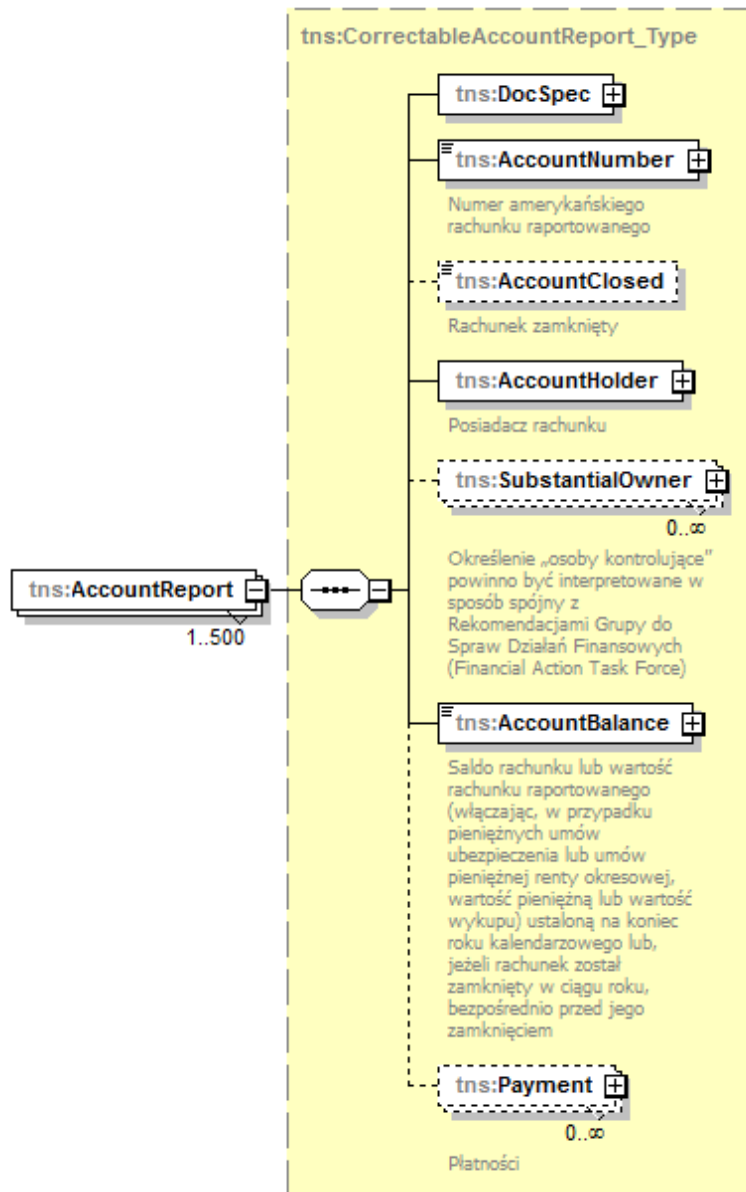 tns:CorrectableAccountReport_Type
tns:DocSpec
tns:AccountNumber
Numer amerykańskiego
rachunku raportowanego
tns:AccountClosed
Rachunek zamknięty
tns:AccountHolder
Posiadacz rachunku
tns:SubstantialOwner
0..∞
Określenie „osoby kontrolujące”
powinno być interpretowane w
sposób spójny z
Rekomendacjami Grupy do
Spraw Działań Finansowych
(Financial Action Task Force)
tns:AccountReport
1..500
tns:AccountBalance
Saldo rachunku lub wartość
rachunku raportowanego
(włączając, w przypadku
pieniężnych umów
ubezpieczenia lub umów
pieniężnej renty okresowej,
wartość pieniężną lub wartość
wykupu) ustaloną na koniec
roku kalendarzowego lub,
jeżeli rachunek został
zamknięty w ciągu roku,
bezpośrednio przed jego
zamknięciem
tns:Payment
0..∞
Płatności